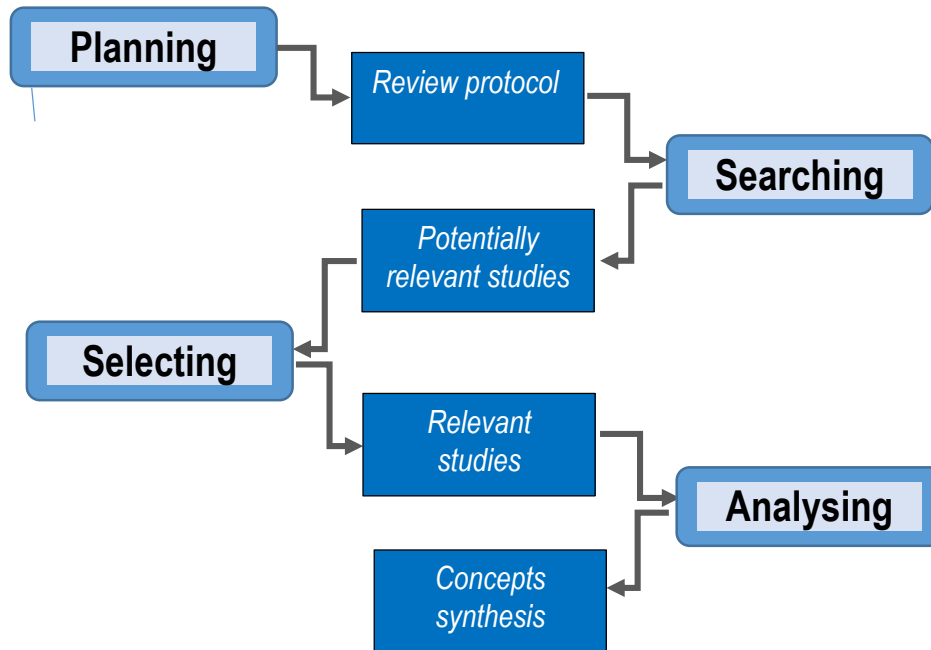 Planning
Review protocol
Searching
Potentially
relevant studies
Selecting
Relevant
studies
Analysing
Concepts
synthesis